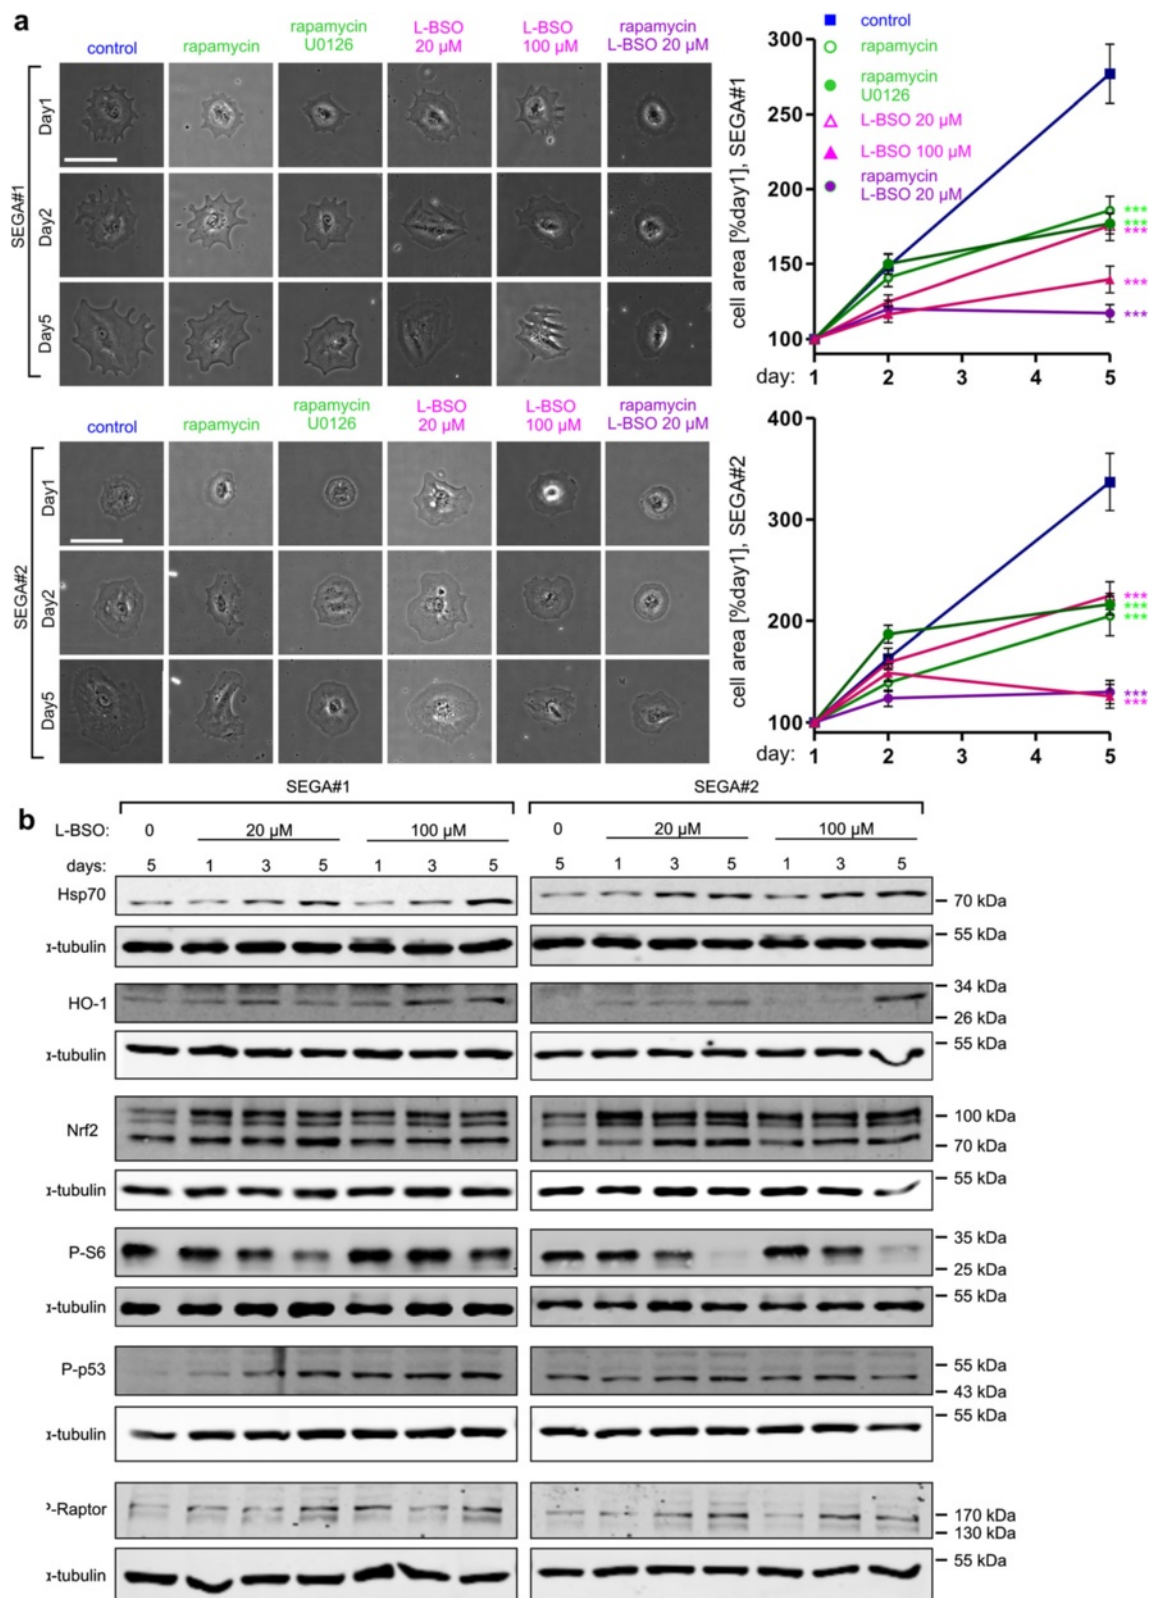 a
control
rapamycin
rapamycin
U0126
L-BSO
20 µM
L-BSO
100 µM
rapamycin
L-BSO 20 µM
SEGA#1
Day1
Day2
Day5
cell area [%day1], SEGA#1
300
250
200
150
100
control
rapamycin
rapamycin
U0126
L-BSO 20 µM
L-BSO 100 µM
rapamycin
L-BSO 20 µM
***
***
***
***
***
day: 1 2 3 4 5
control
rapamycin
rapamycin
U0126
L-BSO
20 µM
L-BSO
100 µM
rapamycin
L-BSO 20 µM
SEGA#2
Day1
Day2
Day5
cell area [%day1], SEGA#2
400
300
200
100
***
***
***
***
***
day: 1 2 3 4 5
b
SEGA#1 SEGA#2
L-BSO: 0 20 µM 100 µM 0 20 µM 100 µM
days: 5 1 3 5 1 3 5 5 1 3 5 1 3 5
Hsp70 70 kDa
α-tubulin 55 kDa
HO-1 34 kDa
26 kDa
α-tubulin 55 kDa
Nrf2 100 kDa
70 kDa
α-tubulin 55 kDa
P-S6 35 kDa
25 kDa
α-tubulin 55 kDa
P-p53 55 kDa
43 kDa
α-tubulin 55 kDa
P-Raptor 170 kDa
130 kDa
α-tubulin 55 kDa